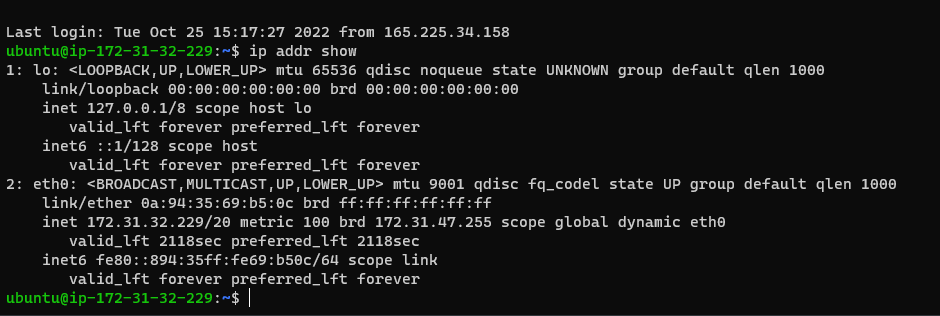 Last login: Tue Oct 25 15:17:27 2022 from 165.225.34.158
ubuntu@ip-172-31-32-229:~$ ip addr show
1: lo: <LOOPBACK,UP,LOWER_UP> mtu 65536 qdisc noqueue state UNKNOWN group default qlen 1000
    link/loopback 00:00:00:00:00:00 brd 00:00:00:00:00:00
    inet 127.0.0.1/8 scope host lo
       valid_lft forever preferred_lft forever
    inet6 ::1/128 scope host
       valid_lft forever preferred_lft forever
2: eth0: <BROADCAST,MULTICAST,UP,LOWER_UP> mtu 9001 qdisc fq_codel state UP group default qlen 1000
    link/ether 0a:94:35:69:b5:0c brd ff:ff:ff:ff:ff:ff
    inet 172.31.32.229/20 metric 100 brd 172.31.47.255 scope global dynamic eth0
       valid_lft 2118sec preferred_lft 2118sec
    inet6 fe80::894:35ff:fe69:b50c/64 scope link
       valid_lft forever preferred_lft forever
ubuntu@ip-172-31-32-229:~$